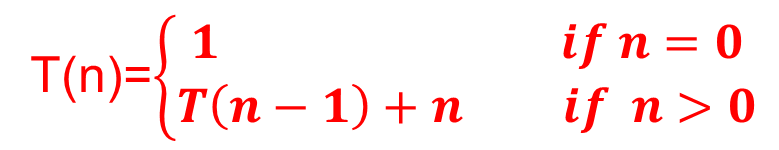 T(n)={ 1 if n = 0
T(n − 1) + n if n > 0